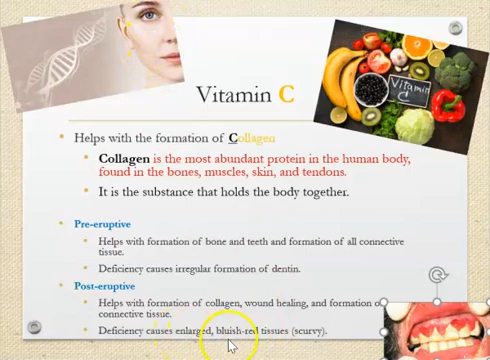 Vitamin C
Vitamin
C
Helps with the formation of Collagen
Collagen is the most abundant protein in the human body,
found in the bones, muscles, skin, and tendons.
It is the substance that holds the body together.
Pre-eruptive
Helps with formation of bone and teeth and formation of all connective
tissue.
Deficiency causes irregular formation of dentin.
Post-eruptive
Helps with formation of collagen, wound healing, and formation o
connective tissue.
Deficiency causes enlarged, bluish-red tissues (scurvy).